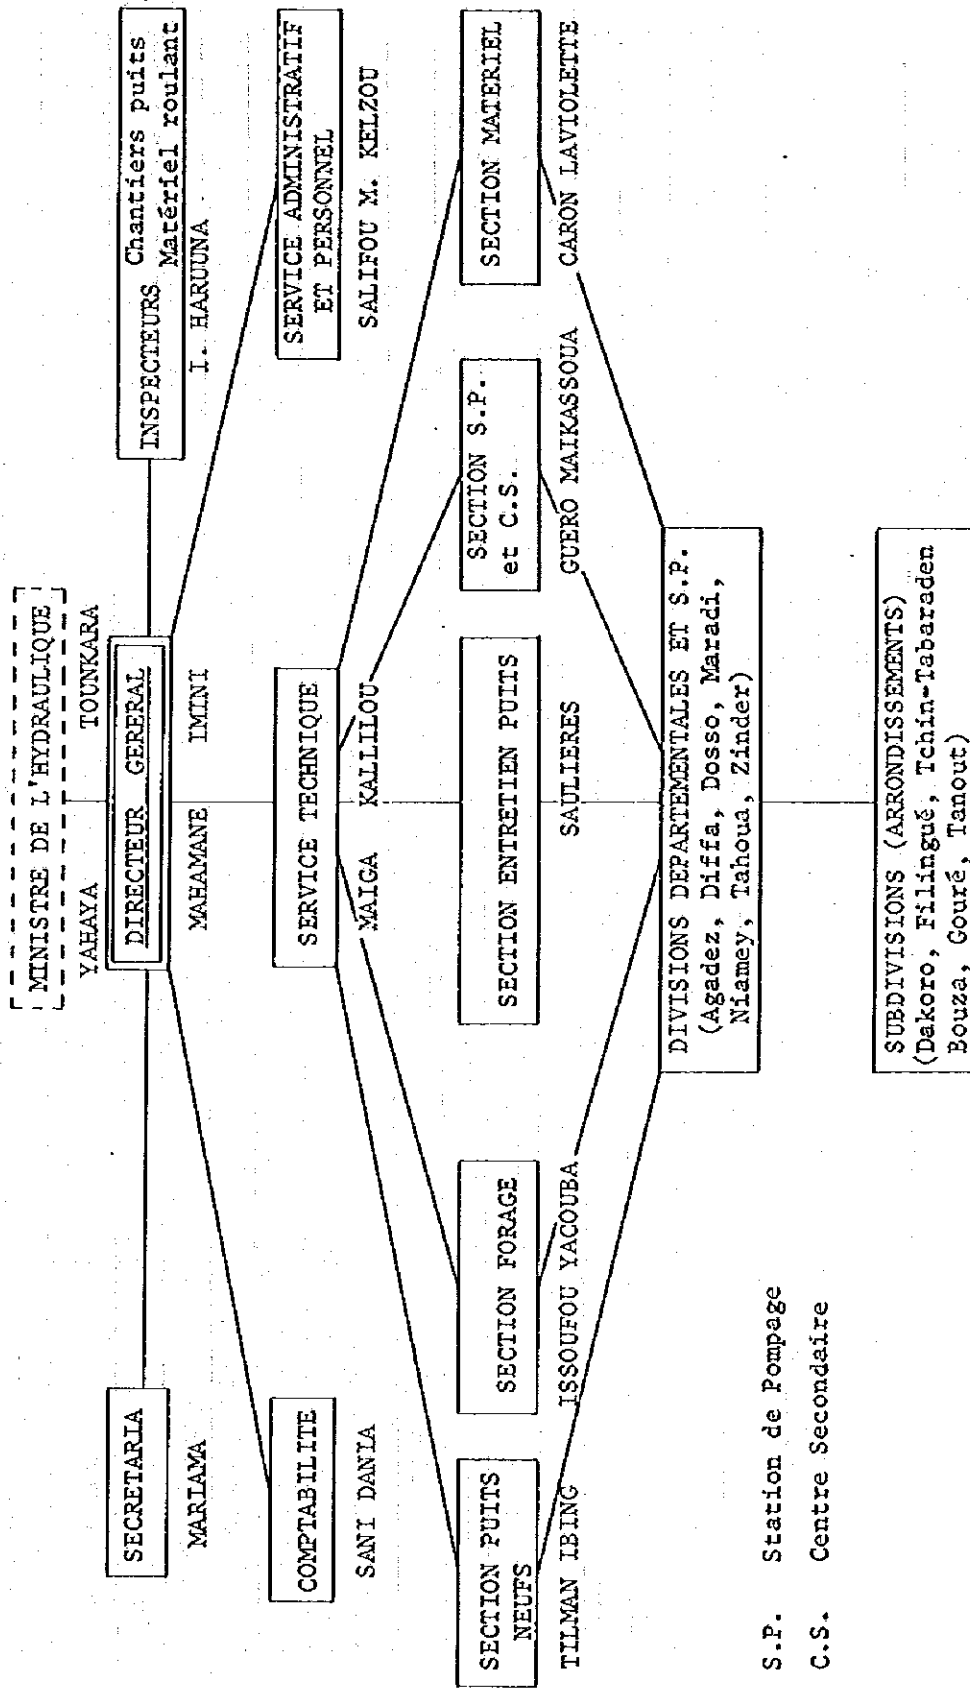 MINISTRE DE L'HYDRAULIQUE
YAHAYA TOUNKARA
SECRETARIA
MARIAMA
DIRECTEUR GERERAL
MAHAMANE IMINI
INSPECTEURS Chantiers puits
Matériel roulant
I. HARUUNA
COMPTABILITE
SANI DANIA
SERVICE TECHNIQUE
MAIGA KALLILOU
SERVICE ADMINISTRATIF
ET PERSONNEL
SALIFOU M. KELZOU
SECTION PUITS
NEUFS
TILMAN IBING
SECTION FORAGE
ISSOUFOU YACOUBA
SECTION ENTRETIEN PUITS
SAULIERES
SECTION S.P.
et C.S.
GUERO MAIKASSOUA
SECTION MATERIEL
CARON LAVIOLETTE
DIVISIONS DEPARTEMENTALES ET S.P.
(Agadez, Diffa, Dosso, Maradi,
Niamey, Tahoua, Zinder)
S.P. Station de Pompage
C.S. Centre Secondaire
SUBDIVISIONS (ARRONDISSEMENTS)
(Dakoro, Filingué, Tchin-Tabaraden
Bouza, Gouré, Tanout)